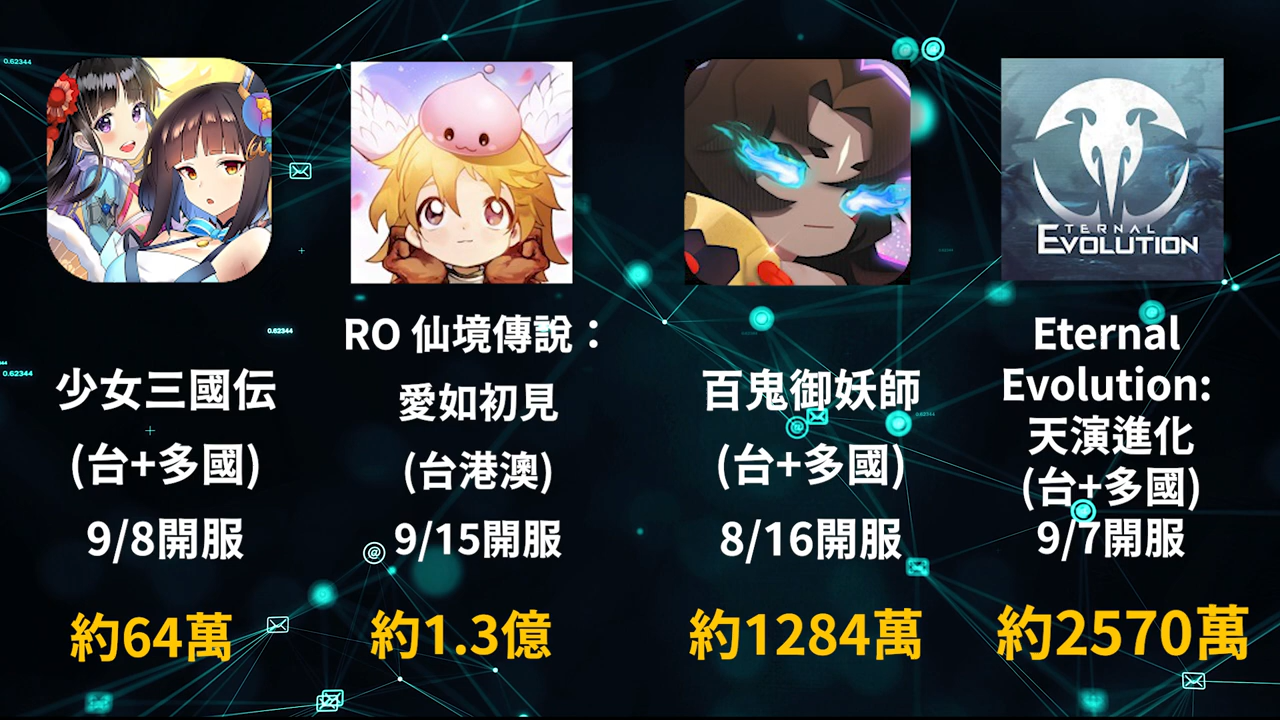 0.62344
TERNAL
EVOLUTION
0.62344
0.62344
少女三國伝
(台+多國)
9/8開服
約64萬
RO 仙境傳說：
愛如初見
(台港澳)
9/15開服
約1.3億
百鬼御妖師
(台+多國)
8/16開服
約1284萬
Eternal
Evolution:
天演進化
(台+多國)
9/7開服
約2570萬